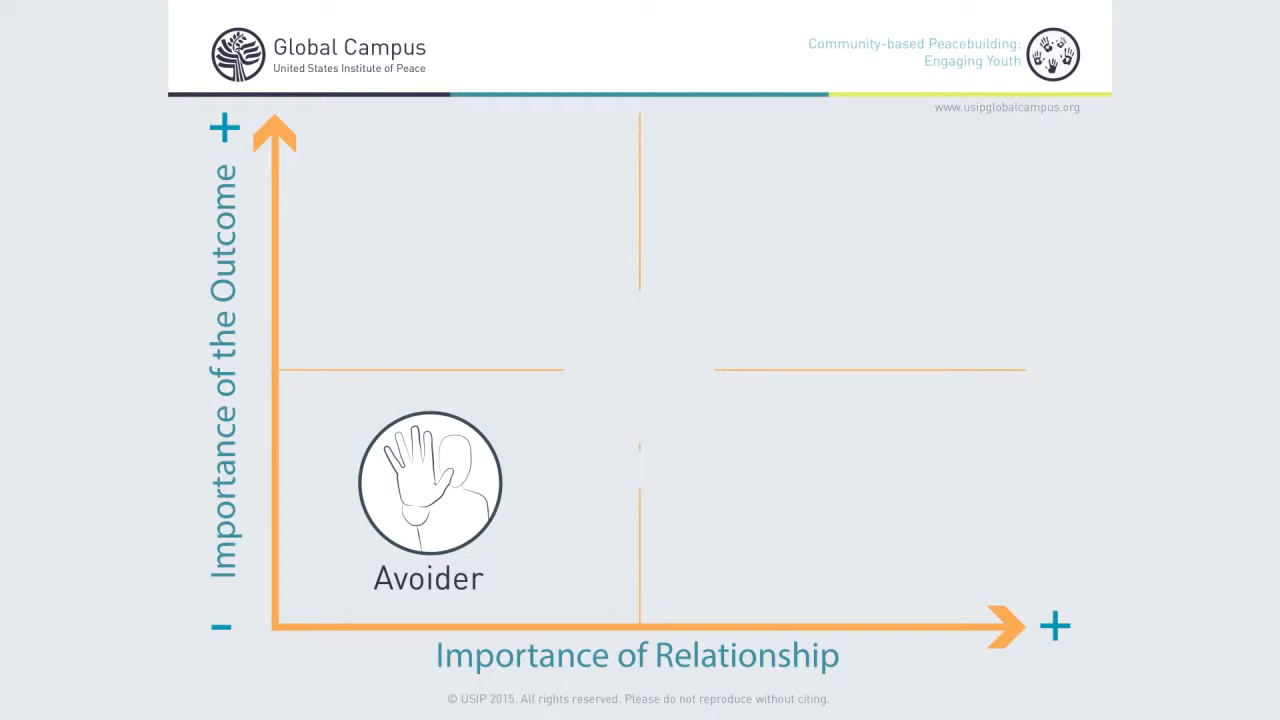 Global Campus
United States Institute of Peace
Community-based Peacebuilding:
Engaging Youth
www.usipglobalcampus.org
+
Importance of the Outcome
-
Avoider
+
Importance of Relationship
© USIP 2015. All rights reserved. Please do not reproduce without citing.